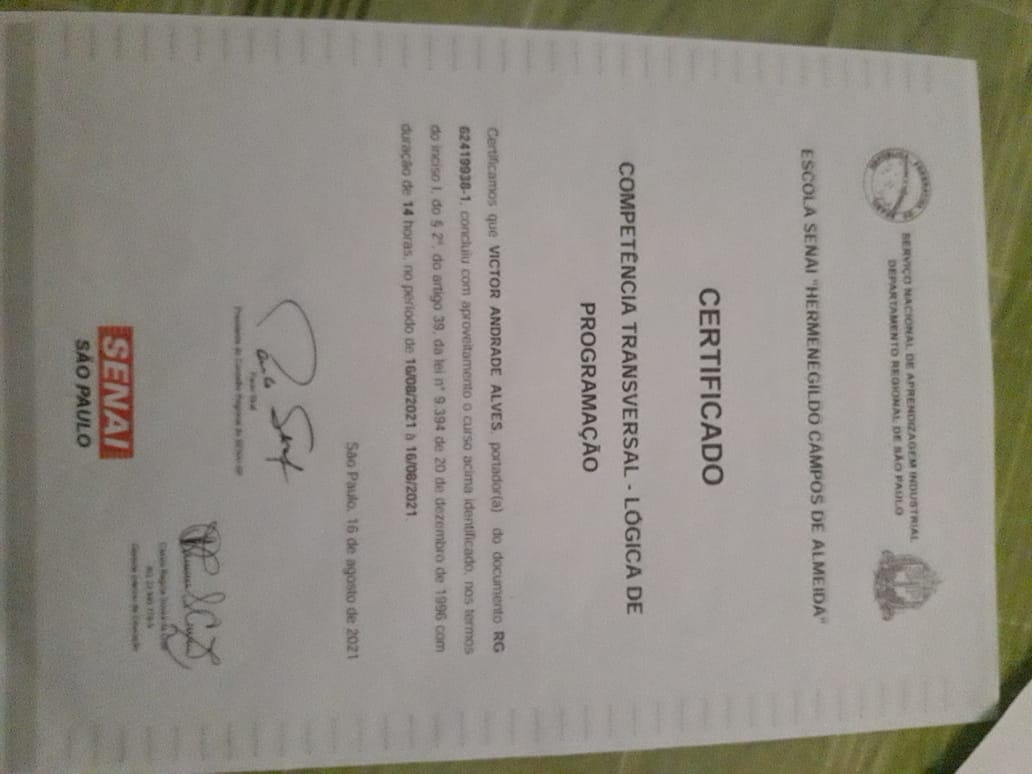 SERVIÇO NACIONAL DE APRENDIZAGEM INDUSTRIAL
DEPARTAMENTO REGIONAL DE SÃO PAULO
ESCOLA SENAI "HERMENEGILDO CAMPOS DE ALMEIDA"
CERTIFICADO
COMPETÊNCIA TRANSVERSAL - LÓGICA DE
PROGRAMAÇÃO
Certificamos que VICTOR ANDRADE ALVES, portador(a) do documento RG
62419938-1, concluiu com aproveitamento o curso acima identificado, nos termos
do inciso I, do § 2º, do artigo 39, da lei n° 9.394 de 20 de dezembro de 1996 com
duração de 14 horas, no período de 16/08/2021 à 16/08/2021.
São Paulo, 16 de agosto de 2021
Paulo Skaf
Presidente do Conselho Regional do SENAI-SP
Regina
RG
Gerente de Educação
SENAI
SÃO PAULO